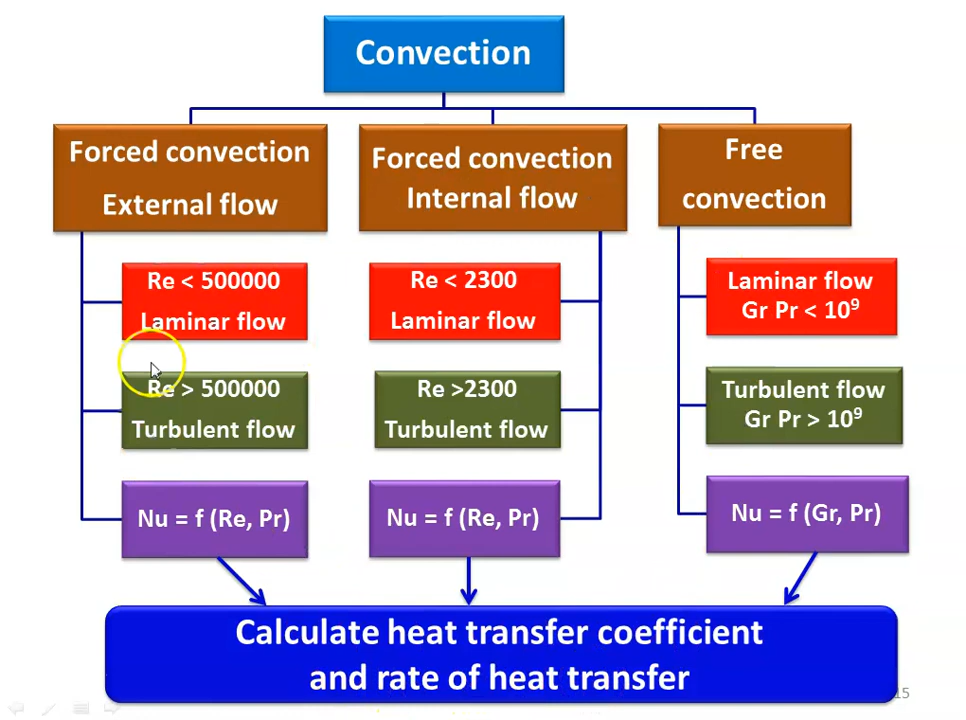 Convection
Forced convection
External flow
Forced convection
Internal flow
Free
convection
Re < 500000
Laminar flow
Re < 2300
Laminar flow
Laminar flow
Gr Pr < 10⁹
Re > 500000
Turbulent flow
Re >2300
Turbulent flow
Turbulent flow
Gr Pr > 10⁹
Nu = f (Re, Pr)
Nu = f (Re, Pr)
Nu = f (Gr, Pr)
Calculate heat transfer coefficient
and rate of heat transfer
15